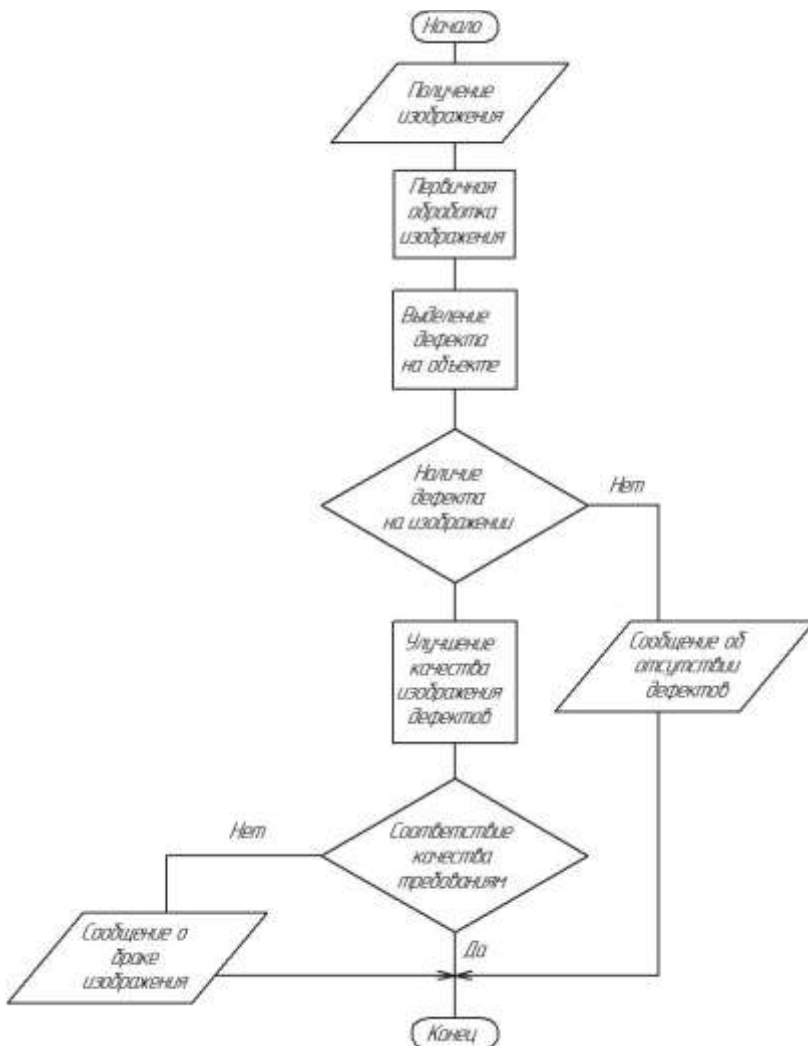 Начало
Получение
изображения
Первичная
обработка
изображения
Выделение
дефекта
на объекте
Наличие
дефекта
на изображении
Нет
Улучшение
качества
изображения
дефектов
Сообщение об
отсутствии
дефектов
Нет
Соответствие
качества
требованиям
Сообщение о
браке
изображения
Да
Конец